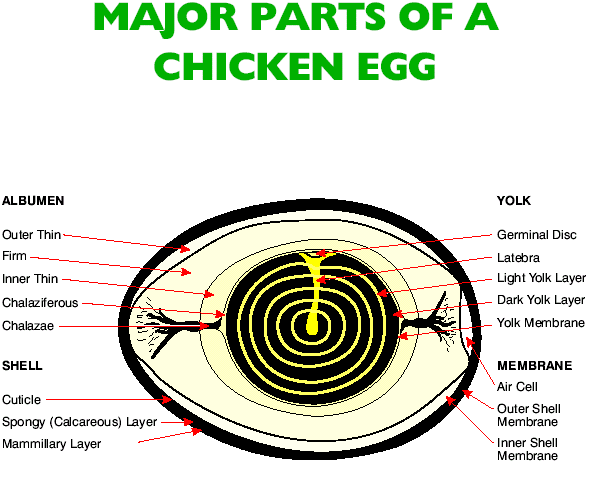 MAJOR PARTS OF A
CHICKEN EGG
ALBUMEN
Outer Thin
Firm
Inner Thin
Chalaziferous
Chalazae
SHELL
Cuticle
Spongy (Calcareous) Layer
Mammillary Layer
YOLK
Germinal Disc
Latebra
Light Yolk Layer
Dark Yolk Layer
Yolk Membrane
MEMBRANE
Air Cell
Outer Shell
Membrane
Inner Shell
Membrane